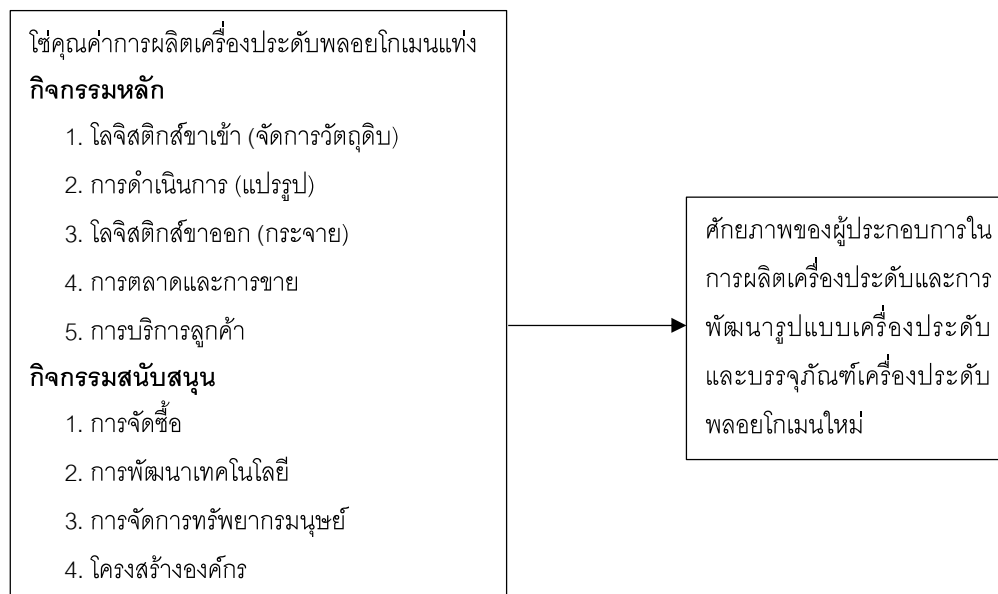 โซ่คุณค่าการผลิตเครื่องประดับพลอยโกเมนแท่ง
กิจกรรมหลัก
1. โลจิสติกส์ขาเข้า (จัดการวัตถุดิบ)
2. การดำเนินการ (แปรรูป)
3. โลจิสติกส์ขาออก (กระจาย)
4. การตลาดและการขาย
5. การบริการลูกค้า
กิจกรรมสนับสนุน
1. การจัดซื้อ
2. การพัฒนาเทคโนโลยี
3. การจัดการทรัพยากรมนุษย์
4. โครงสร้างองค์กร
ศักยภาพของผู้ประกอบการใน
การผลิตเครื่องประดับและการ
พัฒนารูปแบบเครื่องประดับ
และบรรจุภัณฑ์เครื่องประดับ
พลอยโกเมนใหม่